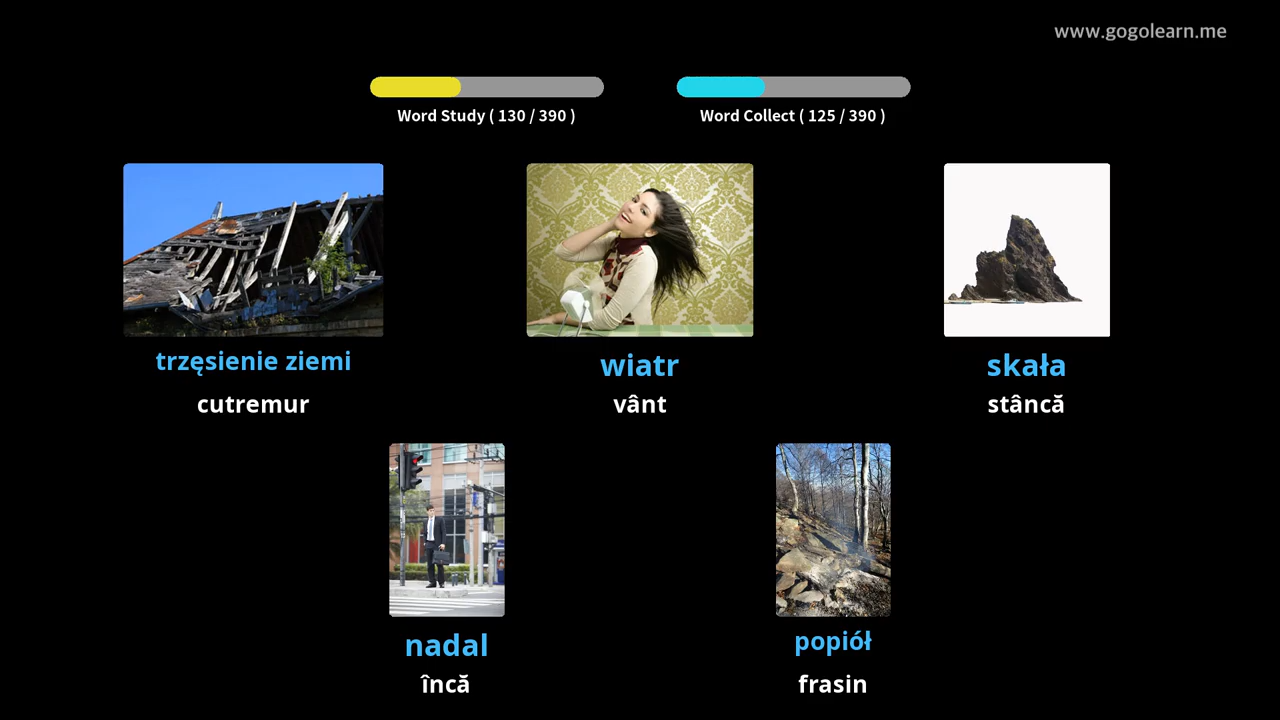 www.gogolearn.me
Word Study ( 130 / 390 )
Word Collect ( 125 / 390 )
trzęsienie ziemi
cutremur
wiatr
vânt
skała
stâncă
nadal
încă
popiół
frasin